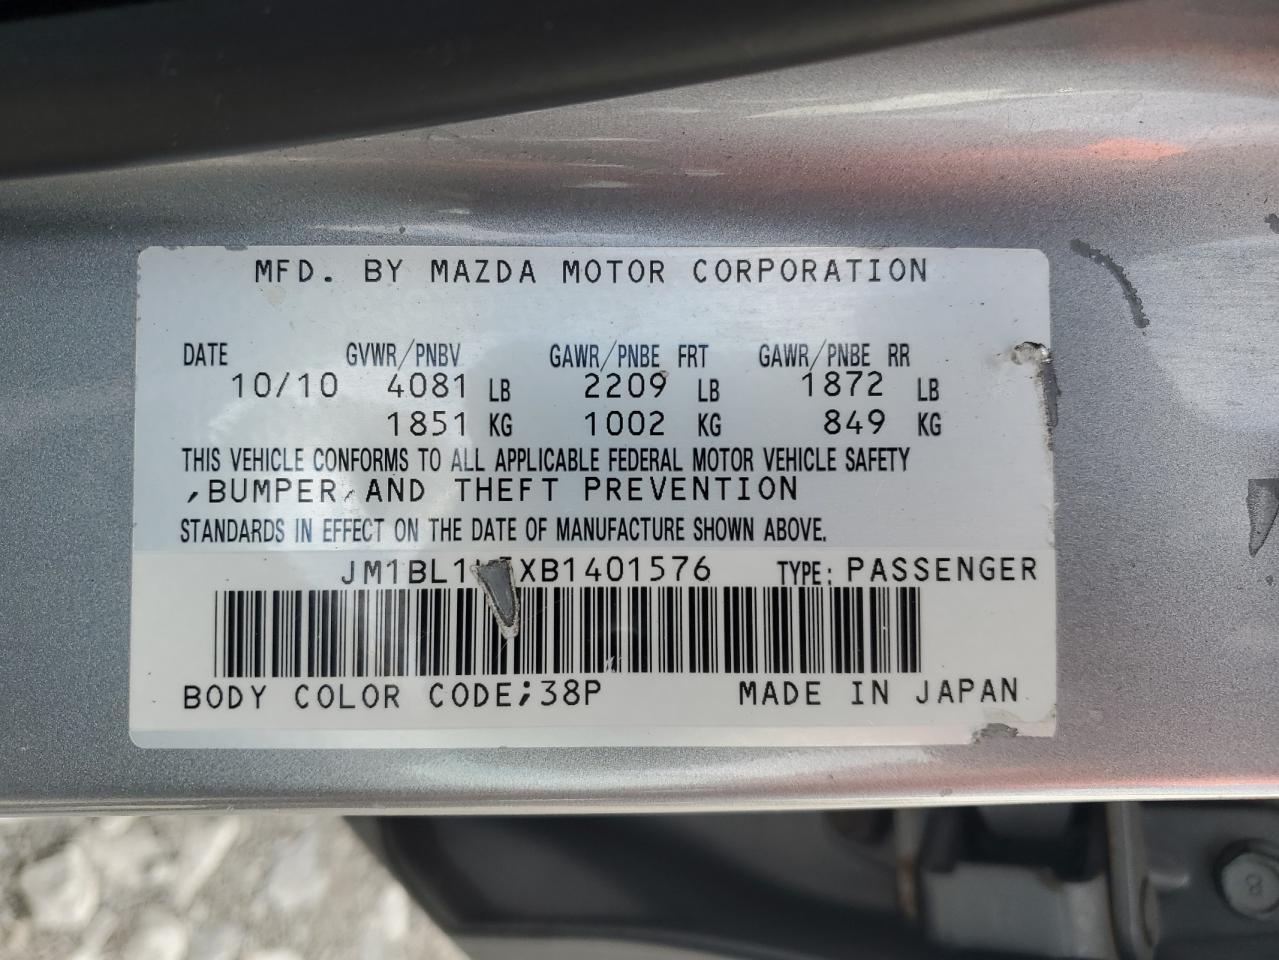 MFD. BY MAZDA MOTOR CORPORATION
DATE GVWR/PNBV GAWR/PNBE FRT GAWR/PNBE RR
10/10 4081 LB 2209 LB 1872 LB
1851 KG 1002 KG 849 KG
THIS VEHICLE CONFORMS TO ALL APPLICABLE FEDERAL MOTOR VEHICLE SAFETY
,BUMPER,AND THEFT PREVENTION
STANDARDS IN EFFECT ON THE DATE OF MANUFACTURE SHOWN ABOVE.
TYPE: PASSENGER
BODY COLOR CODE;38P MADE IN JAPAN
8